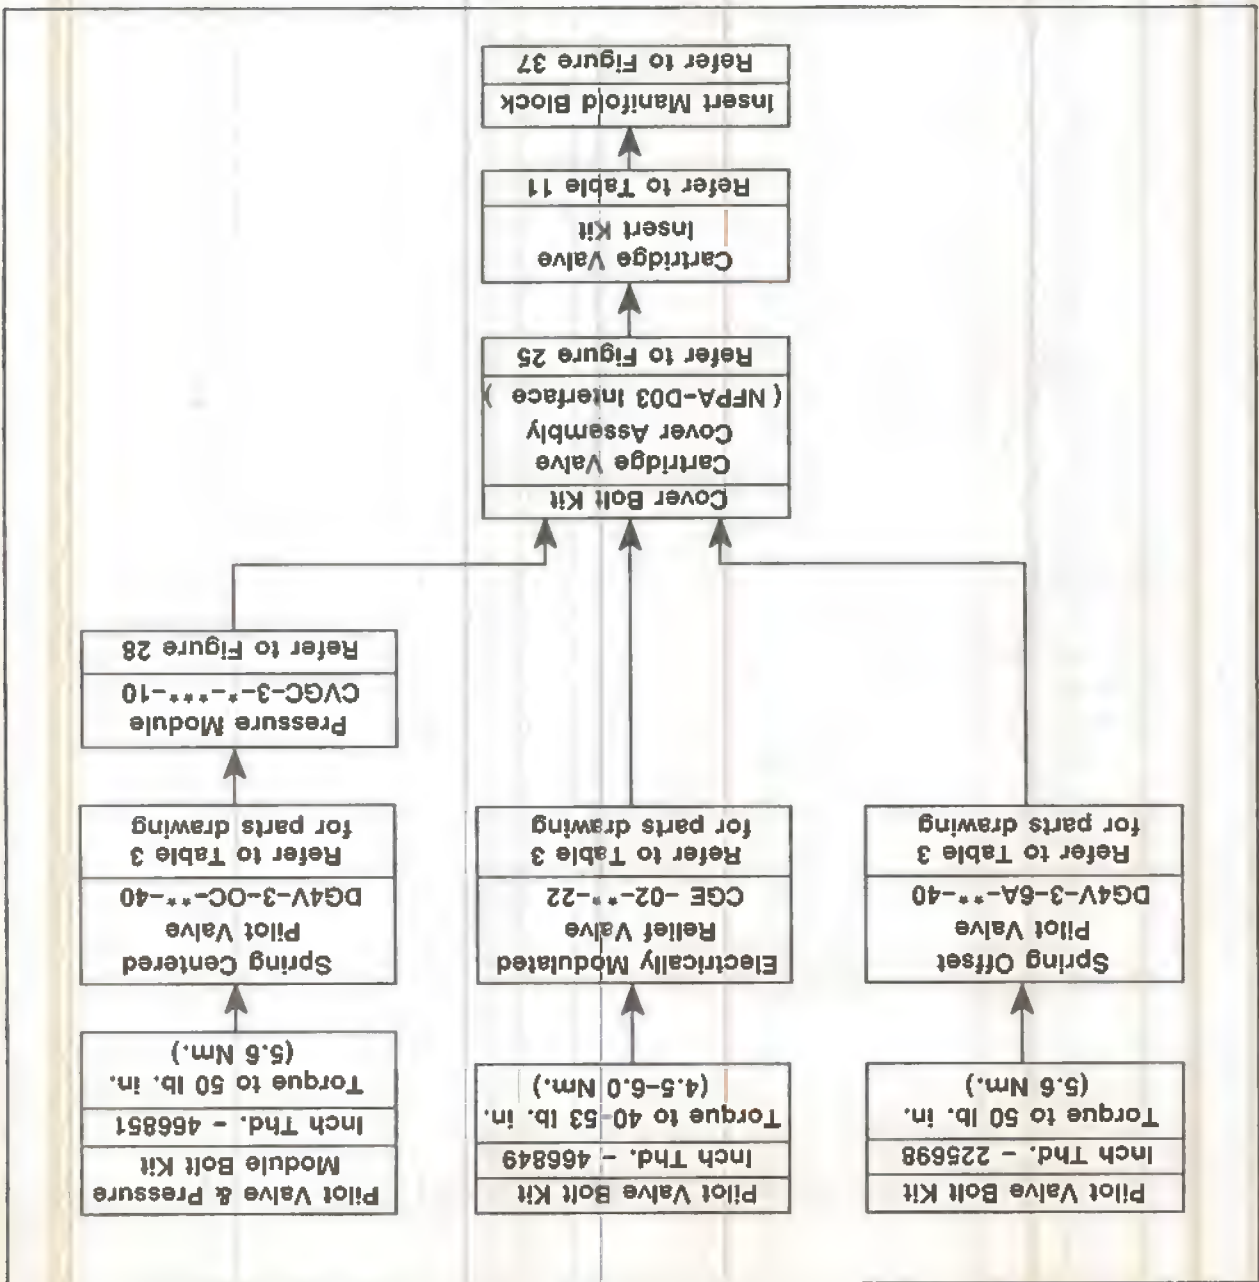 Pilot Valve Bolt Kit
Inch Thd. - 225698
Torque to 50 lb. in.
(5.6 Nm.)
Pilot Valve Bolt Kit
Inch Thd. - 466849
Torque to 40-53 lb. in.
(4.5-6.0 Nm.)
Pilot Valve & Pressure
Module Bolt Kit
Inch Thd. - 466851
Torque to 50 lb. in.
(5.6 Nm.)
Spring Offset
Pilot Valve
DG4V-3-6A-**-40
Refer to Table 3
for parts drawing
Electrically Modulated
Relief Valve
CGE -02-**-22
Refer to Table 3
for parts drawing
Spring Centered
Pilot Valve
DG4V-3-OC-**-40
Refer to Table 3
for parts drawing
Pressure Module
CVGC-3-*-***-10
Refer to Figure 28
Cover Bolt Kit
Cartridge Valve
Cover Assembly
( NFPA-D03 Interface )
Refer to Figure 25
Cartridge Valve
Insert Kit
Refer to Table 11
Insert Manifold Block
Refer to Figure 37